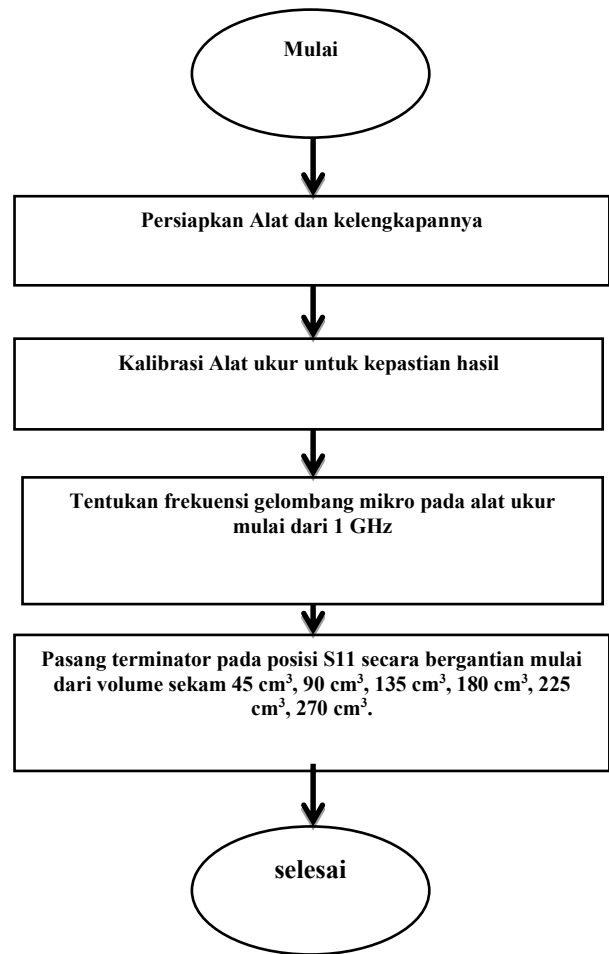 Mulai
Persiapkan Alat dan kelengkapannya
Kalibrasi Alat ukur untuk kepastian hasil
Tentukan frekuensi gelombang mikro pada alat ukur
mulai dari 1 GHz
Pasang terminator pada posisi S11 secara bergantian mulai
dari volume sekam 45 cm³, 90 cm³, 135 cm³, 180 cm³, 225
cm³, 270 cm³.
selesai